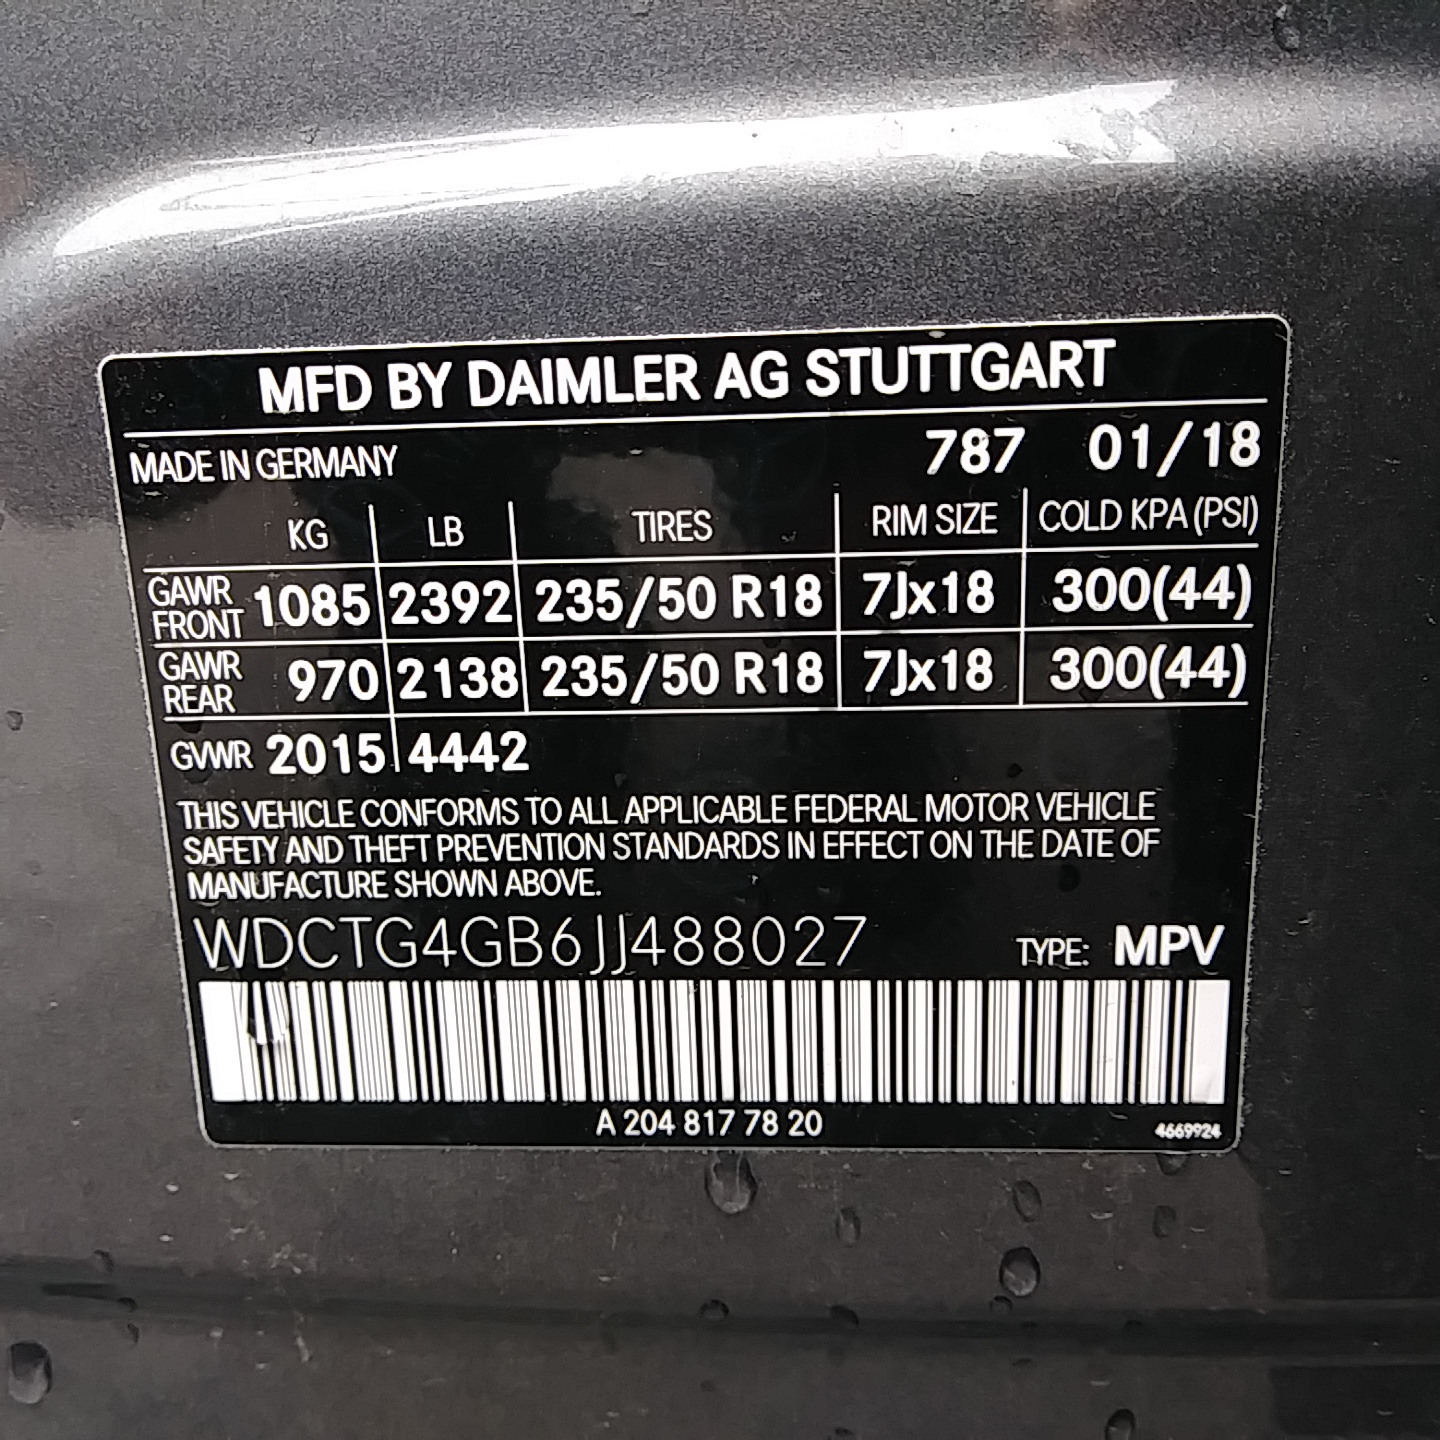 MFD BY DAIMLER AG STUTTGART
MADE IN GERMANY 787 01/18
KG LB TIRES RIM SIZE COLD KPA (PSI)
GAWR FRONT 1085 2392 235/50 R18 7Jx18 300(44)
GAWR REAR 970 2138 235/50 R18 7Jx18 300(44)
GVWR 2015 4442
THIS VEHICLE CONFORMS TO ALL APPLICABLE FEDERAL MOTOR VEHICLE
SAFETY AND THEFT PREVENTION STANDARDS IN EFFECT ON THE DATE OF
MANUFACTURE SHOWN ABOVE.
WDCTG4GB6JJ488027 TYPE: MPV
A 204 817 78 20 4669924